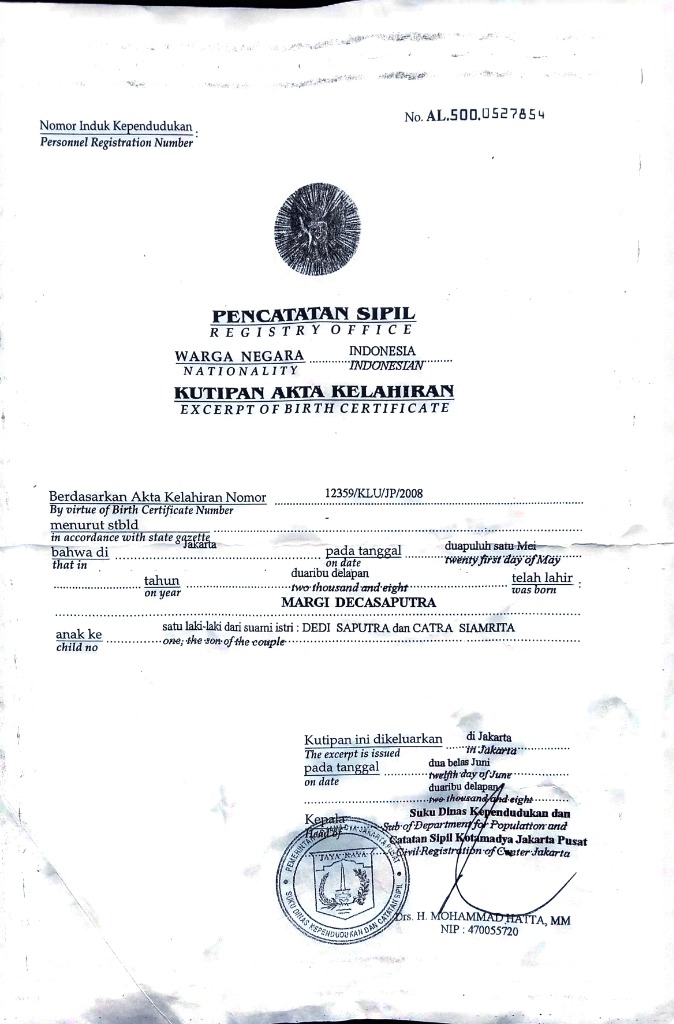 No. AL.500.0527854
Nomor Induk Kependudukan :
Personnel Registration Number
PENCATATAN SIPIL
REGISTRY OFFICE
WARGA NEGARA INDONESIA
NATIONALITY INDONESIAN
KUTIPAN AKTA KELAHIRAN
EXCERPT OF BIRTH CERTIFICATE
Berdasarkan Akta Kelahiran Nomor 12359/KLU/JP/2008
By virtue of Birth Certificate Number
menurut stbld -
in accordance with state gazette
bahwa di Jakarta pada tanggal duapuluh satu Mei
that in on date twenty first day of May
tahun duaribu delapan telah lahir :
on year two thousand and eight was born
MARGI DECASAPUTRA
anak ke satu laki-laki dari suami istri : DEDI SAPUTRA dan CATRA SIAMRITA
child no one, the son of the couple
Kutipan ini dikeluarkan di Jakarta
The excerpt is issued in Jakarta
pada tanggal dua belas Juni
on date twelfth day of June
duaribu delapan
two thousand and eight
Kepala Suku Dinas Kependudukan dan
Head of Sub of Department for Population and
Catatan Sipil Kotamadya Jakarta Pusat
Civil Registration of Center Jakarta
JAYA RAYA
SUKU DINAS KEPENDUDUKAN DAN CATATAN SIPIL
Drs. H. MOHAMMAD HATTA, MM
NIP : 470055720